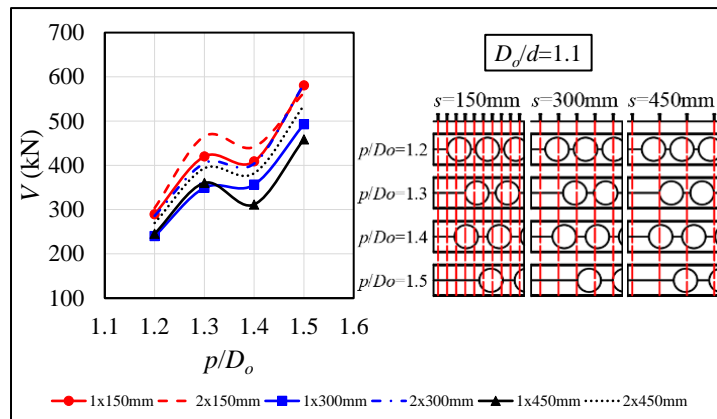 700
600
500
400
300
200
100
V (kN)
1.1 1.2 1.3 1.4 1.5 1.6
p/Do
Do/d=1.1
s=150mm s=300mm s=450mm
p/Do=1.2
p/Do=1.3
p/Do=1.4
p/Do=1.5
1x150mm 2x150mm 1x300mm 2x300mm 1x450mm 2x450mm